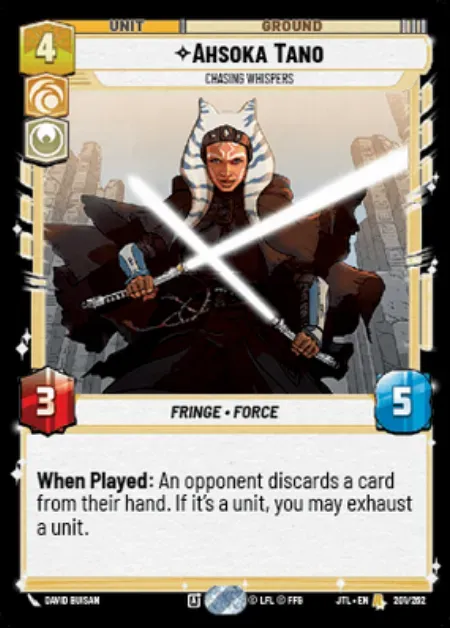 UNIT
GROUND
4
AHSOKA TANO
CHASING WHISPERS
3
FRINGE • FORCE
5
When Played: An opponent discards a card
from their hand. If it's a unit, you may exhaust
a unit.
DAVID BUISAN
© LFL © FFG
JTL • EN
201/262